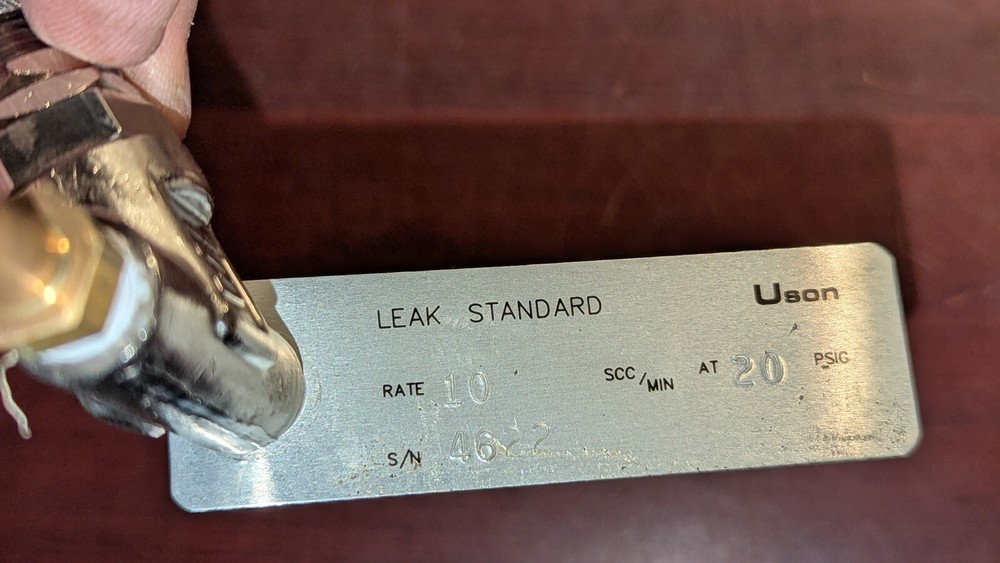 Uson
LEAK STANDARD
RATE 10 SCC/MIN AT 20 PSIG
S/N 4622